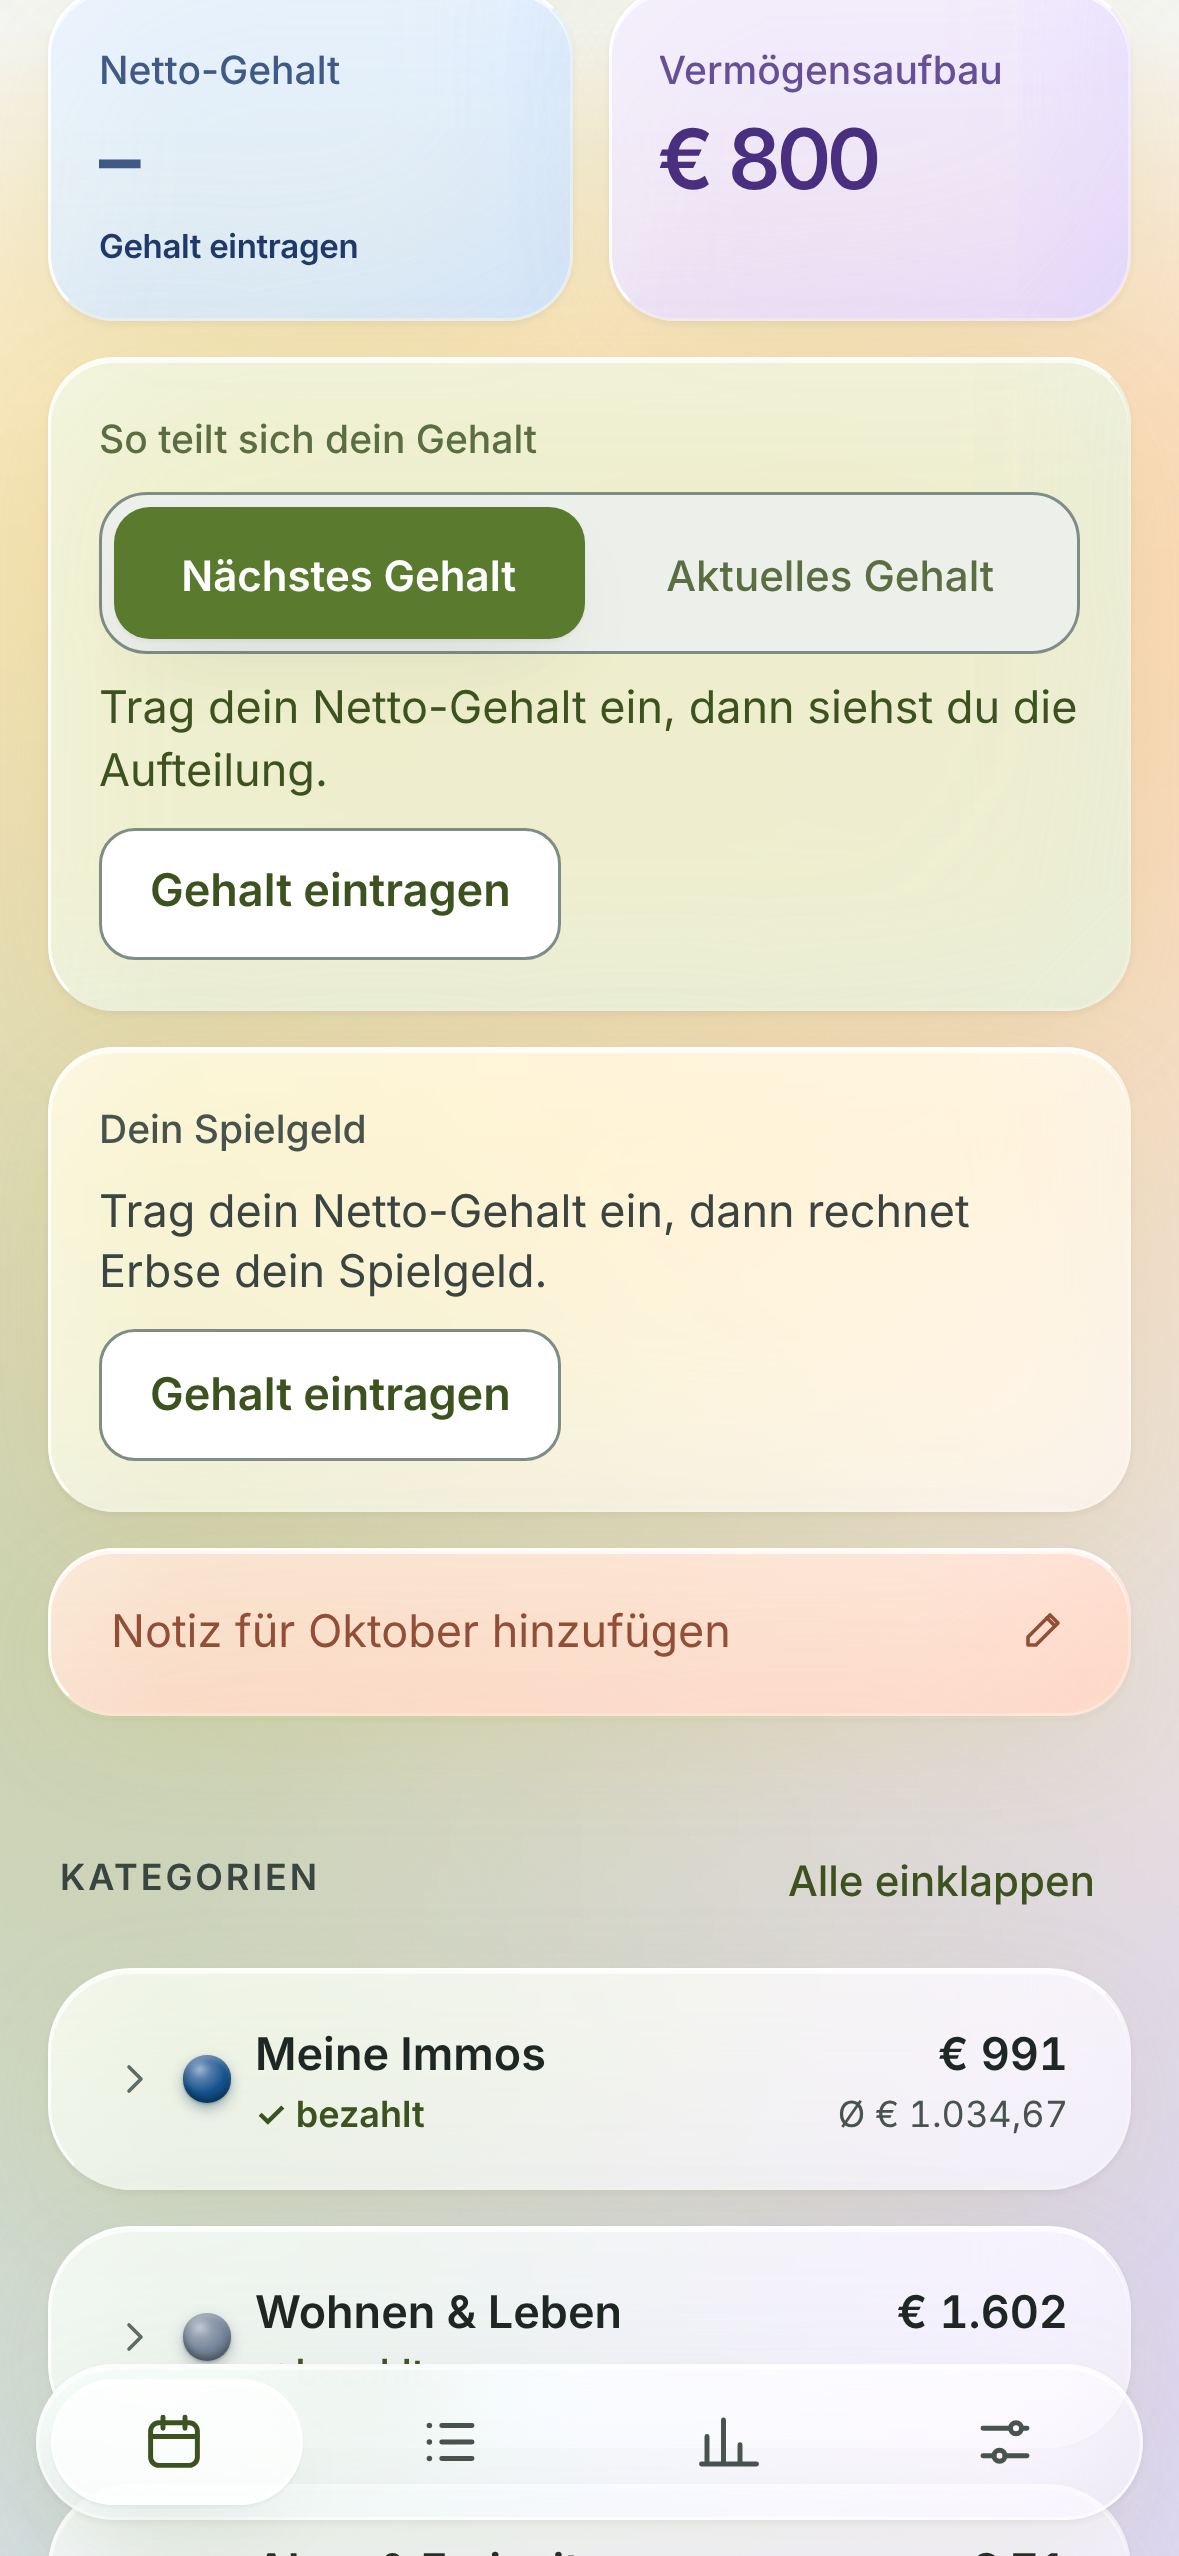 Netto-Gehalt
–
Gehalt eintragen
Vermögensaufbau
€ 800
So teilt sich dein Gehalt
Nächstes Gehalt
Aktuelles Gehalt
Trag dein Netto-Gehalt ein, dann siehst du die
Aufteilung.
Gehalt eintragen
Dein Spielgeld
Trag dein Netto-Gehalt ein, dann rechnet
Erbse dein Spielgeld.
Gehalt eintragen
Notiz für Oktober hinzufügen
KATEGORIEN
Alle einklappen
Meine Immos
€ 991
✓ bezahlt
Ø € 1.034,67
Wohnen & Leben
€ 1.602